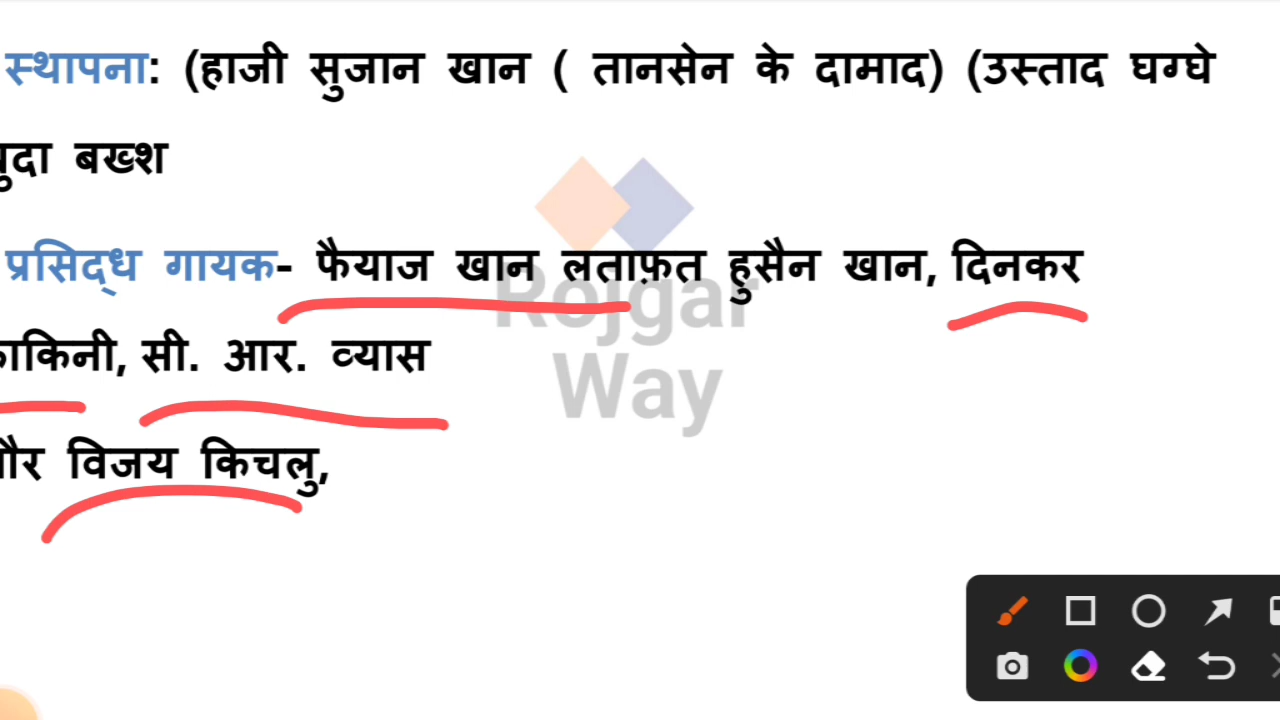 स्थापना: (हाजी सुजान खान ( तानसेन के दामाद) (उस्ताद घग्घे
बख्श
प्रसिद्ध गायक- फैयाज खान लताफ़त हुसैन खान, दिनकर
सी. आर. व्यास
विजय किचलु,
Rojgar
Way